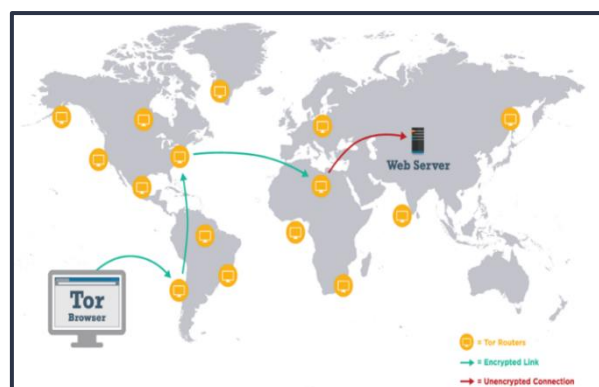 Web Server
Tor
Browser
= Tor Routers
= Encrypted Link
= Unencrypted Connection